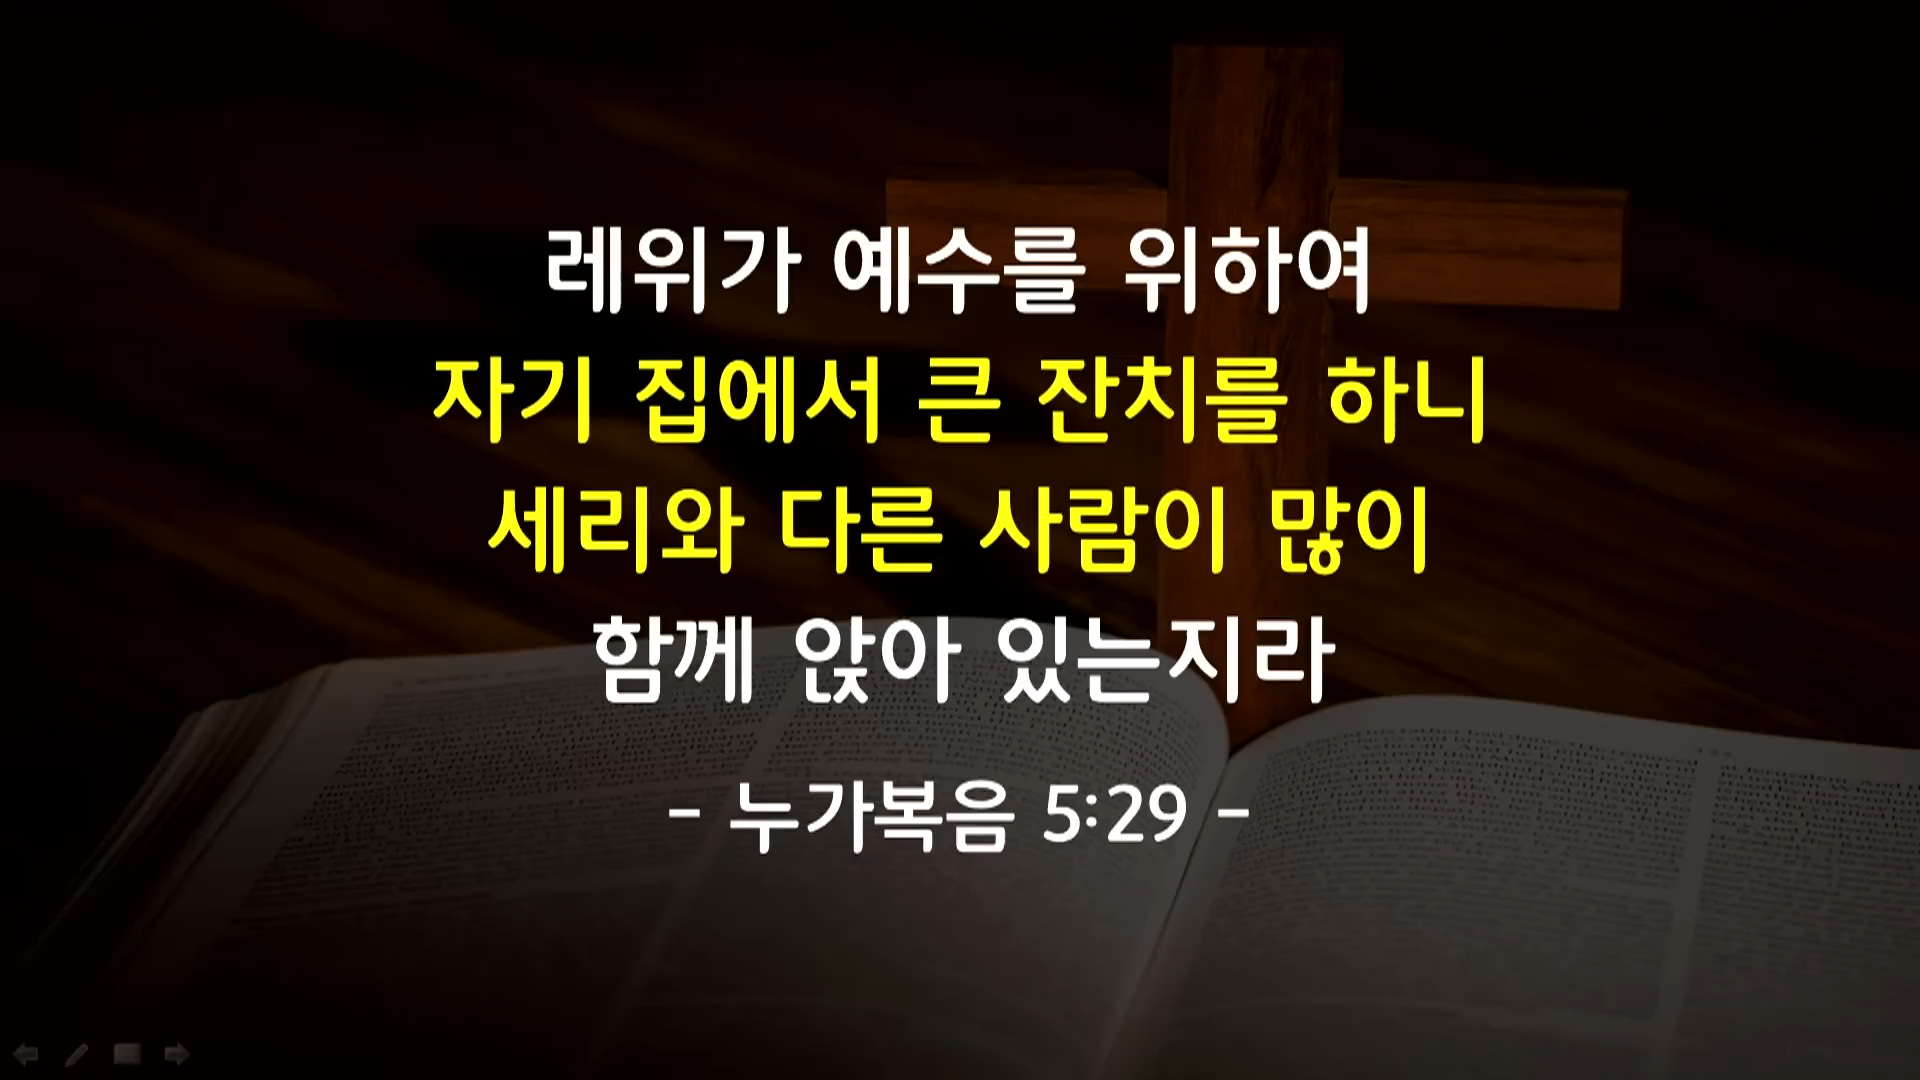 레위가 예수를 위하여
자기 집에서 큰 잔치를 하니
세리와 다른 사람이 많이
함께 앉아 있는지라
- 누가복음 5:29 -